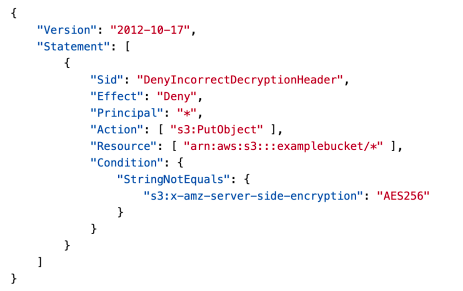 {
    "Version": "2012-10-17",
    "Statement": [
        {
            "Sid": "DenyIncorrectDecryptionHeader",
            "Effect": "Deny",
            "Principal": "*",
            "Action": [ "s3:PutObject" ],
            "Resource": [ "arn:aws:s3:::examplebucket/*" ],
            "Condition": {
                "StringNotEquals": {
                    "s3:x-amz-server-side-encryption": "AES256"
                }
            }
        }
    ]
}